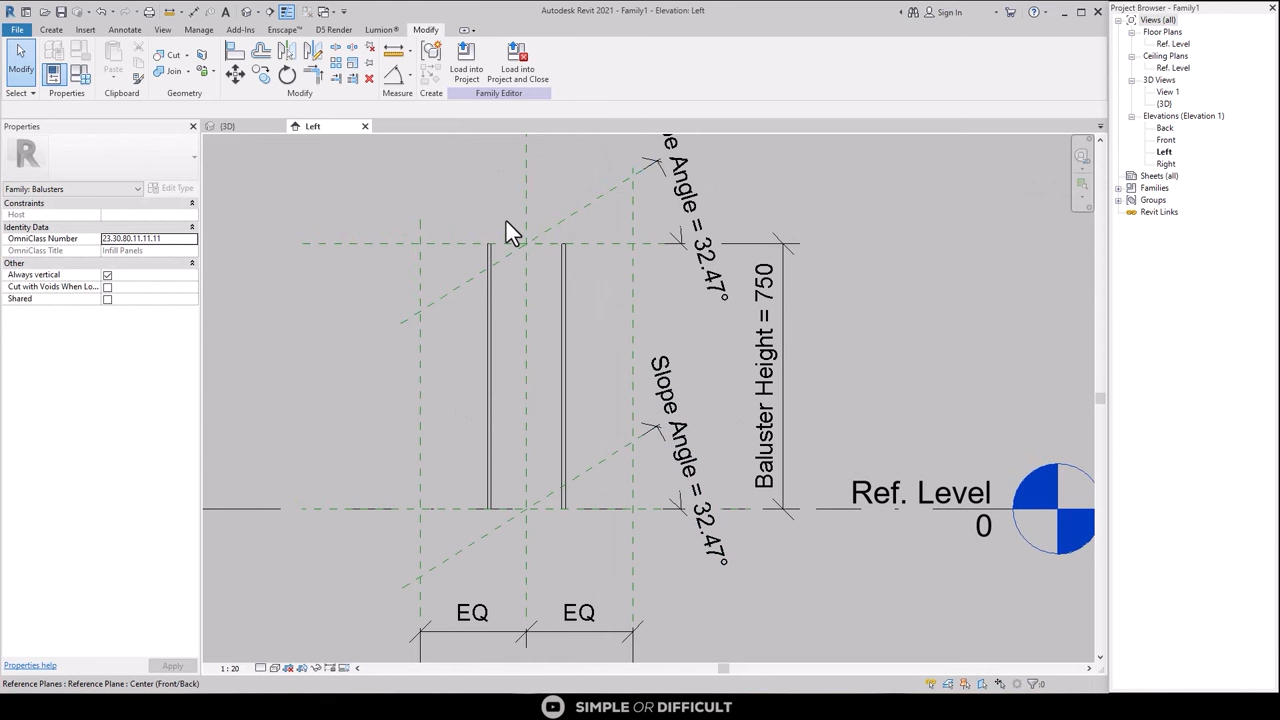 Autodesk Revit 2021 - Family1 - Elevation: Left
Sign In
File
Create
Insert
Annotate
View
Manage
Add-Ins
Enscape™
D5 Render
Lumion®
Modify
Modify
Paste
Cut
Join
Load into
Project
Load into
Project and Close
Select
Properties
Clipboard
Geometry
Modify
Measure
Create
Family Editor
Properties
Family: Balusters
Edit Type
Constraints
Host
Identity Data
OmniClass Number
23.30.80.11.11.11
OmniClass Title
Infill Panels
Other
Always vertical
Cut with Voids When Lo...
Shared
Properties help
Apply
{3D}
Left
e Angle = 32.47°
Slope Angle = 32.47°
Baluster Height = 750
Ref. Level
0
EQ
EQ
1 : 20
Project Browser - Family1
Views (all)
Floor Plans
Ref. Level
Ceiling Plans
Ref. Level
3D Views
View 1
{3D}
Elevations (Elevation 1)
Back
Front
Left
Right
Sheets (all)
Families
Groups
Revit Links
Reference Planes : Reference Plane : Center (Front/Back)
:0
SIMPLE OR DIFFICULT